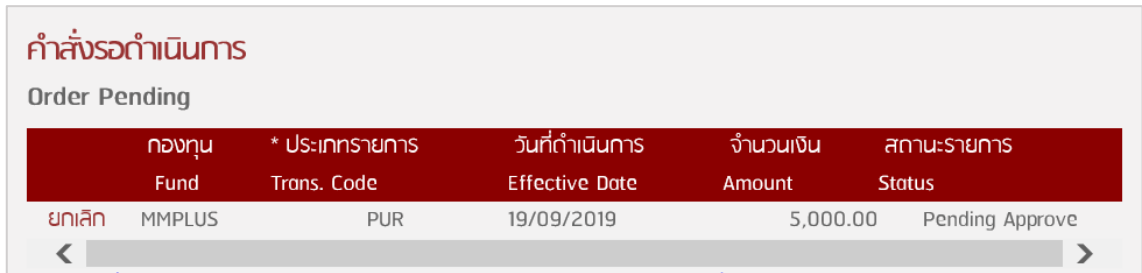 คำสั่งรอดำเนินการ
Order Pending
กองทุน * ประเภทรายการ วันที่ดำเนินการ จำนวนเงิน สถานะรายการ
Fund Trans. Code Effective Date Amount Status
ยกเลิก MMPLUS PUR 19/09/2019 5,000.00 Pending Approve